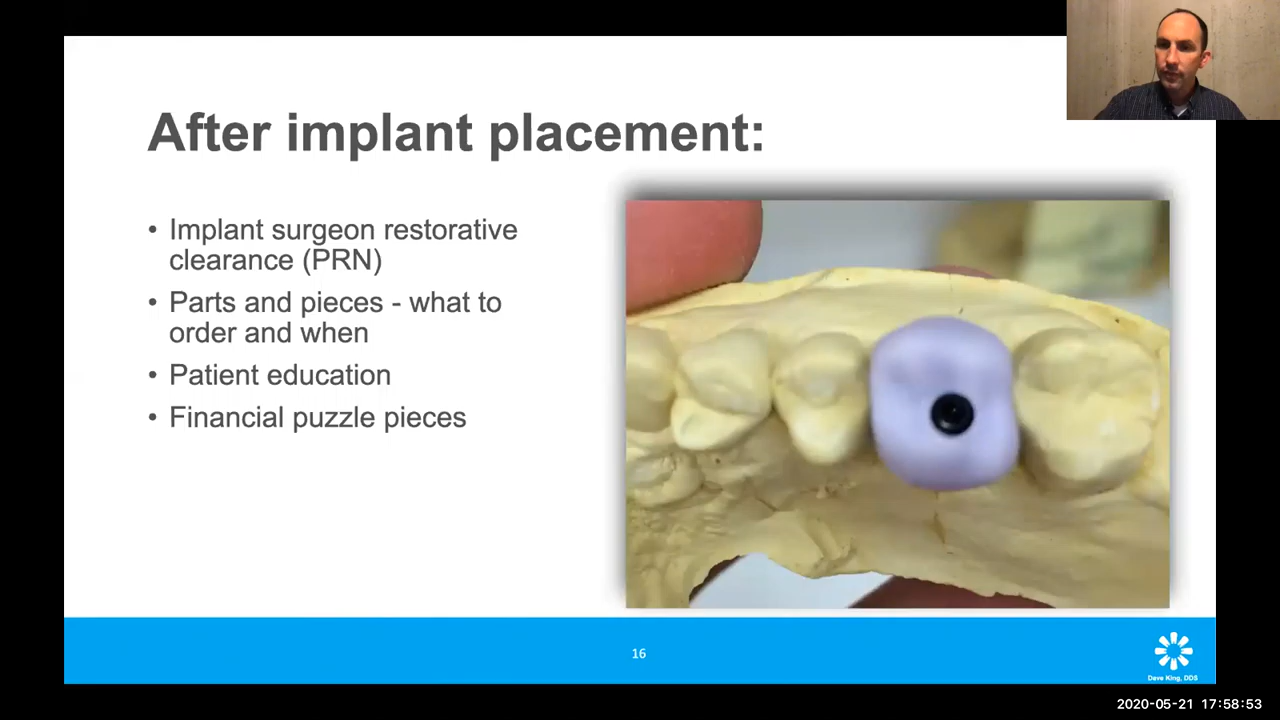 After implant placement:
• Implant surgeon restorative
clearance (PRN)
• Parts and pieces - what to
order and when
• Patient education
• Financial puzzle pieces
16
Dave King, DDS
2020-05-21 17:58:53